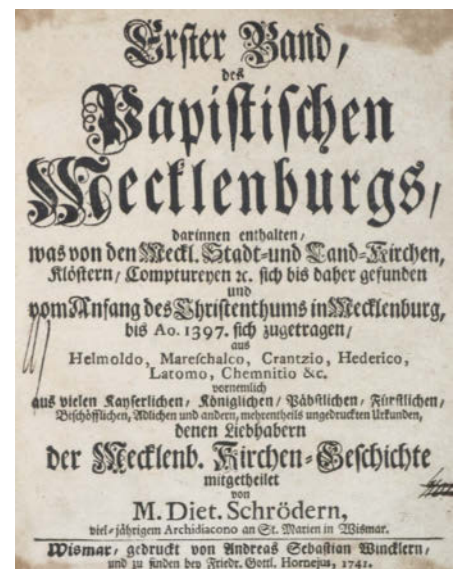 Erster Band,
des
Papistischen
Mecklenburgs,
darinnen enthalten,
was von den Meckl. Stadt-und Land-Kirchen,
Klöstern, Comptureyen ꝛc. sich bis daher gefunden
und
vom Anfang des Christenthums in Mecklenburg,
bis Ao. 1397. sich zugetragen,
aus
Helmoldo, Mareschalco, Crantzio, Hederico,
Latomo, Chemnitio &c.
vornemlich
aus vielen Kayserlichen, Königlichen, Päbstlichen, Fürstlichen,
Bischöfflichen, Adlichen und andern, mehrentheils ungedruckten Urkunden,
denen Liebhabern
der Mecklenb. Kirchen-Geschichte
mitgetheilet
von
M. Diet. Schrödern,
viel-jährigem Archidiacono an St. Marien in Wismar.
Wismar, gedruckt von Andreas Sebastian Wincklern,
und zu finden bey Friedr. Gottl. Hornejus, 1741.